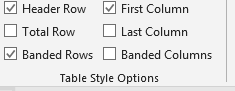 Header Row First Column
Total Row Last Column
Banded Rows Banded Columns
Table Style Options